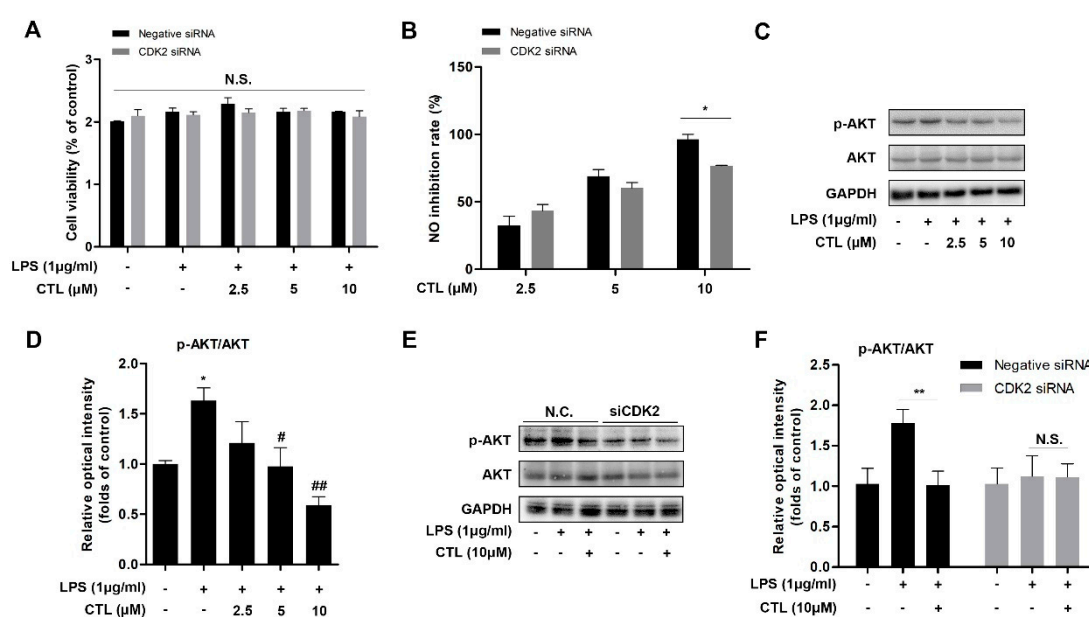 A
Negative siRNA
CDK2 siRNA
Cell viability (% of control)
3
2
1
0
N.S.
LPS (1μg/ml) - + + + +
CTL (μM) - - 2.5 5 10
B
Negative siRNA
CDK2 siRNA
NO inhibition rate (%)
150
100
50
0
*
2.5 5 10
CTL (μM)
C
p-AKT
AKT
GAPDH
LPS (1μg/ml) - + + + +
CTL (μM) - - 2.5 5 10
D
p-AKT/AKT
Relative optical intensity
(folds of control)
2.0
1.5
1.0
0.5
0.0
*
#
##
LPS (1μg/ml) - + + + +
CTL (μM) - - 2.5 5 10
E
N.C. siCDK2
p-AKT
AKT
GAPDH
LPS (1μg/ml) - + + - + +
CTL (10μM) - - + - - +
F
p-AKT/AKT
Negative siRNA
CDK2 siRNA
Relative optical intensity
(folds of control)
2.5
2.0
1.5
1.0
0.5
0.0
**
N.S.
LPS (1μg/ml) - + + - + +
CTL (10μM) - - + - - +